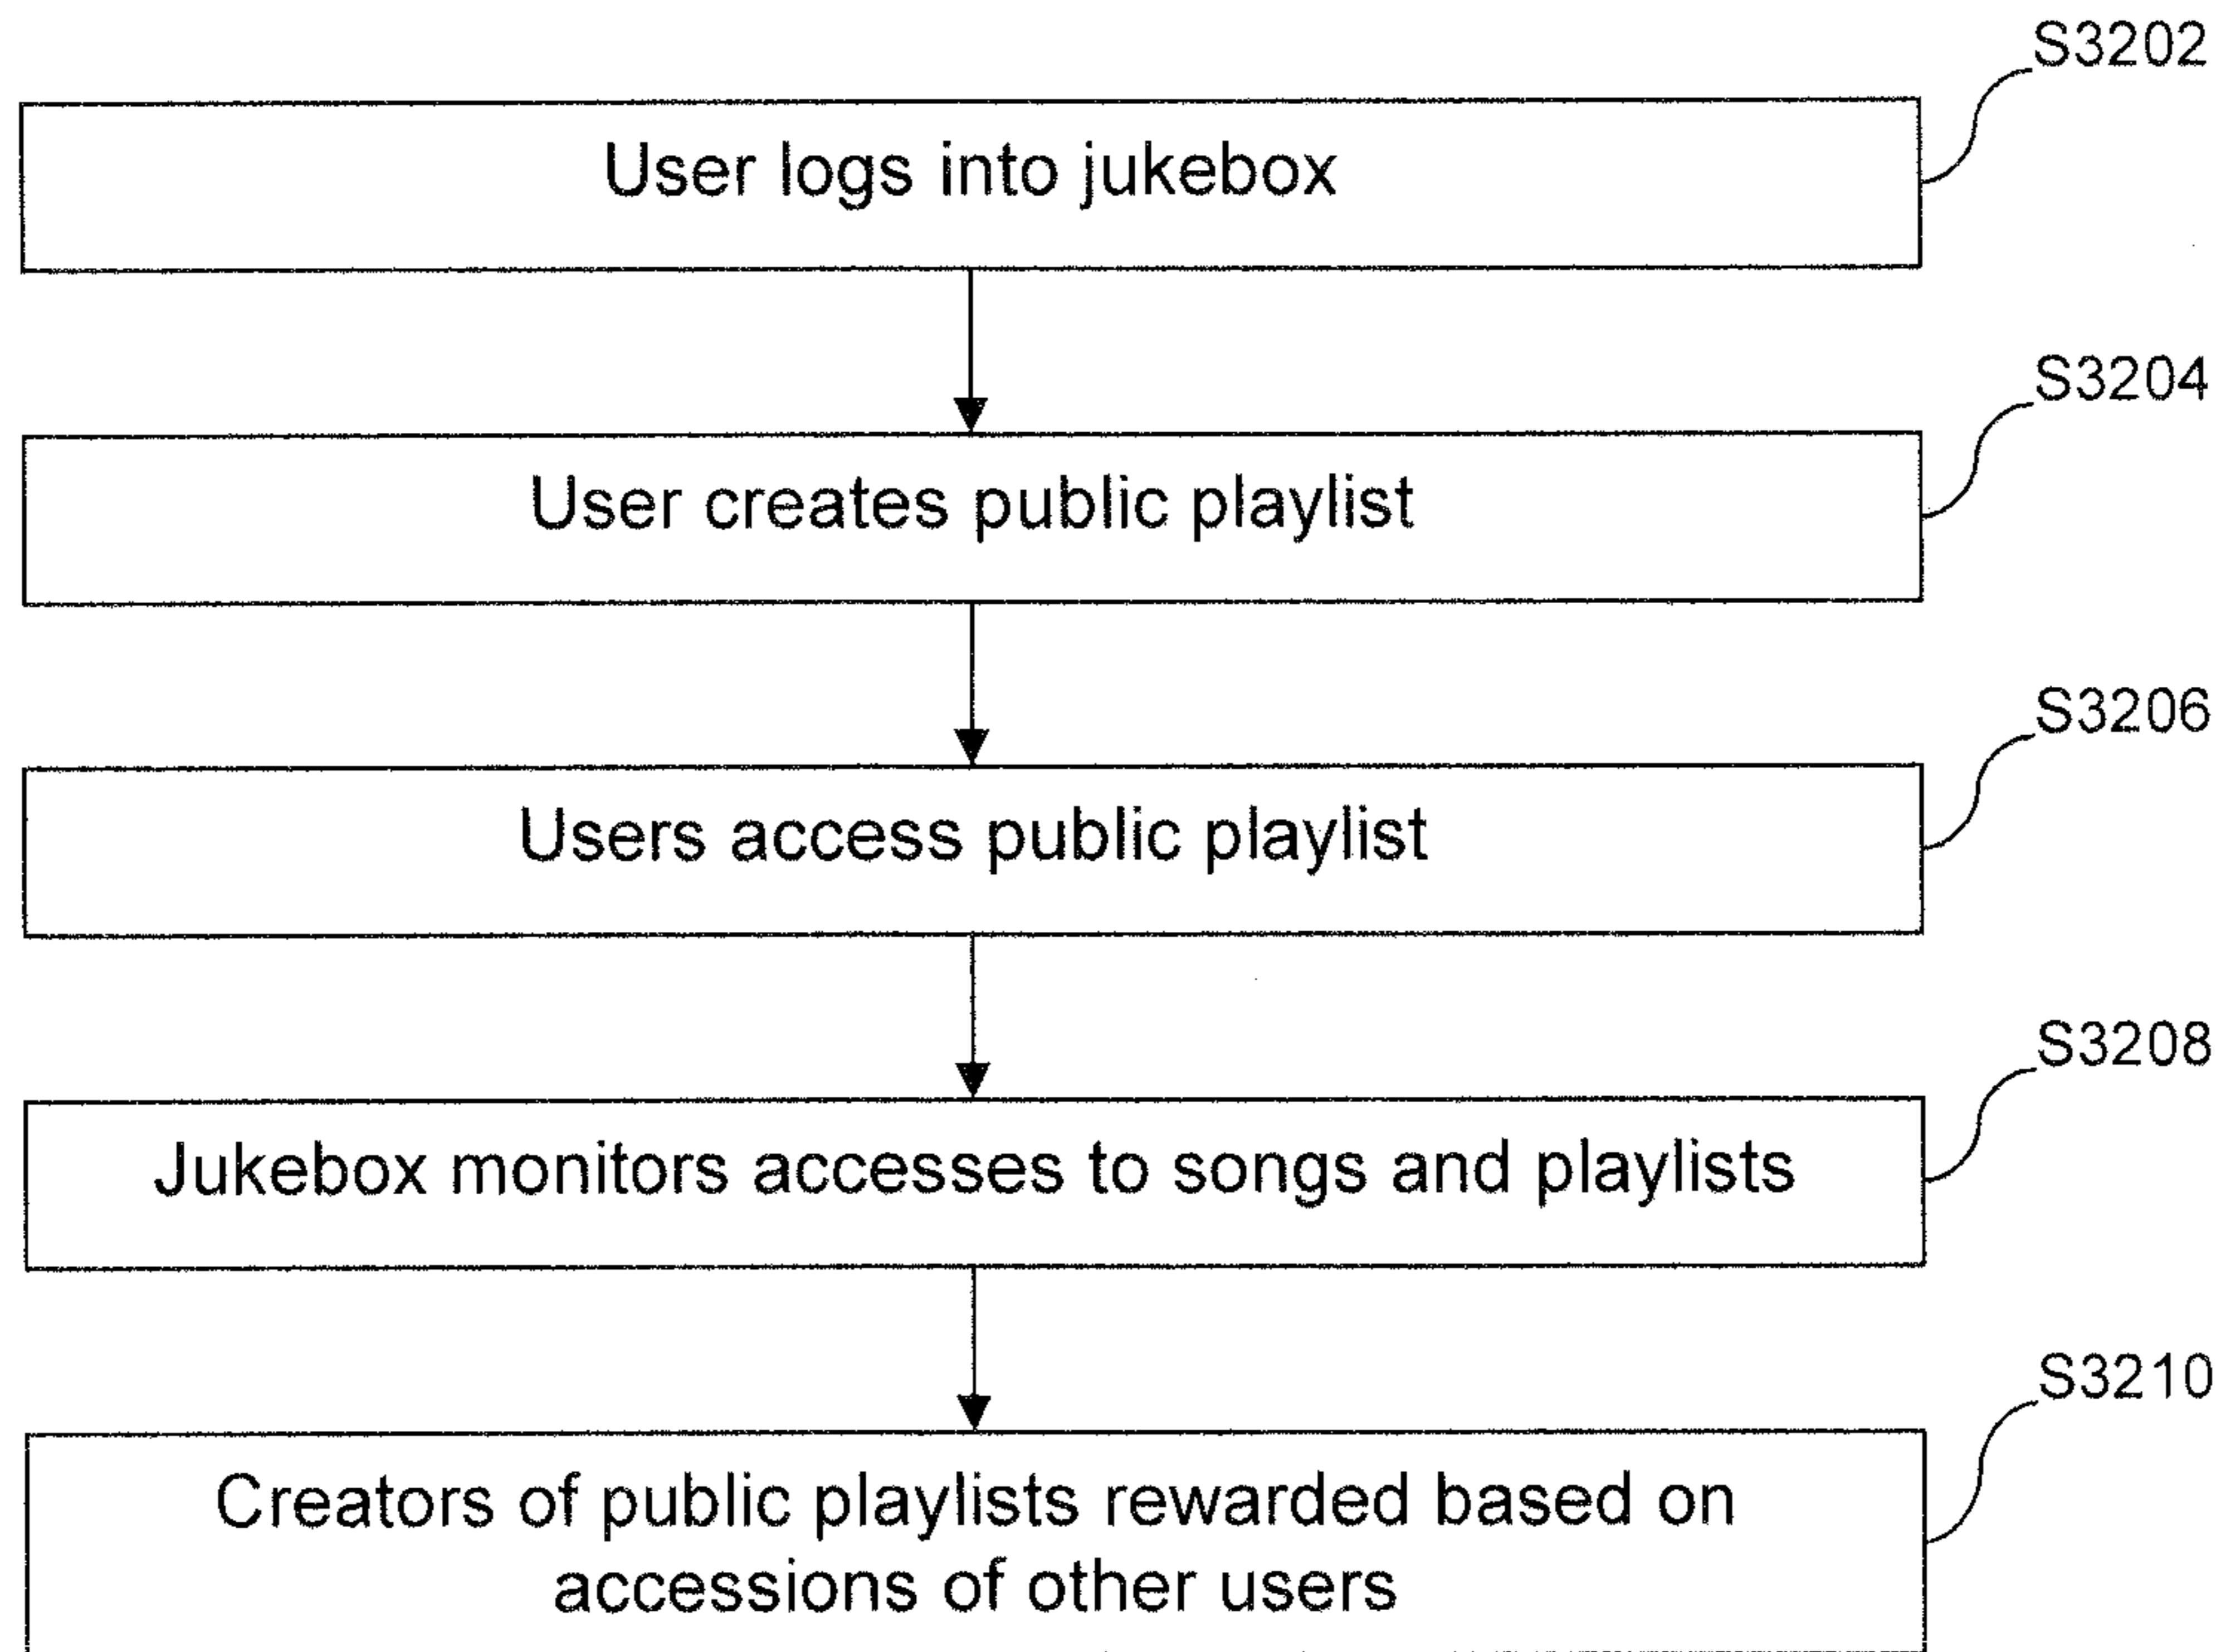 S3202
User logs into jukebox
S3204
User creates public playlist
S3206
Users access public playlist
S3208
Jukebox monitors accesses to songs and playlists
S3210
Creators of public playlists rewarded based on
accessions of other users